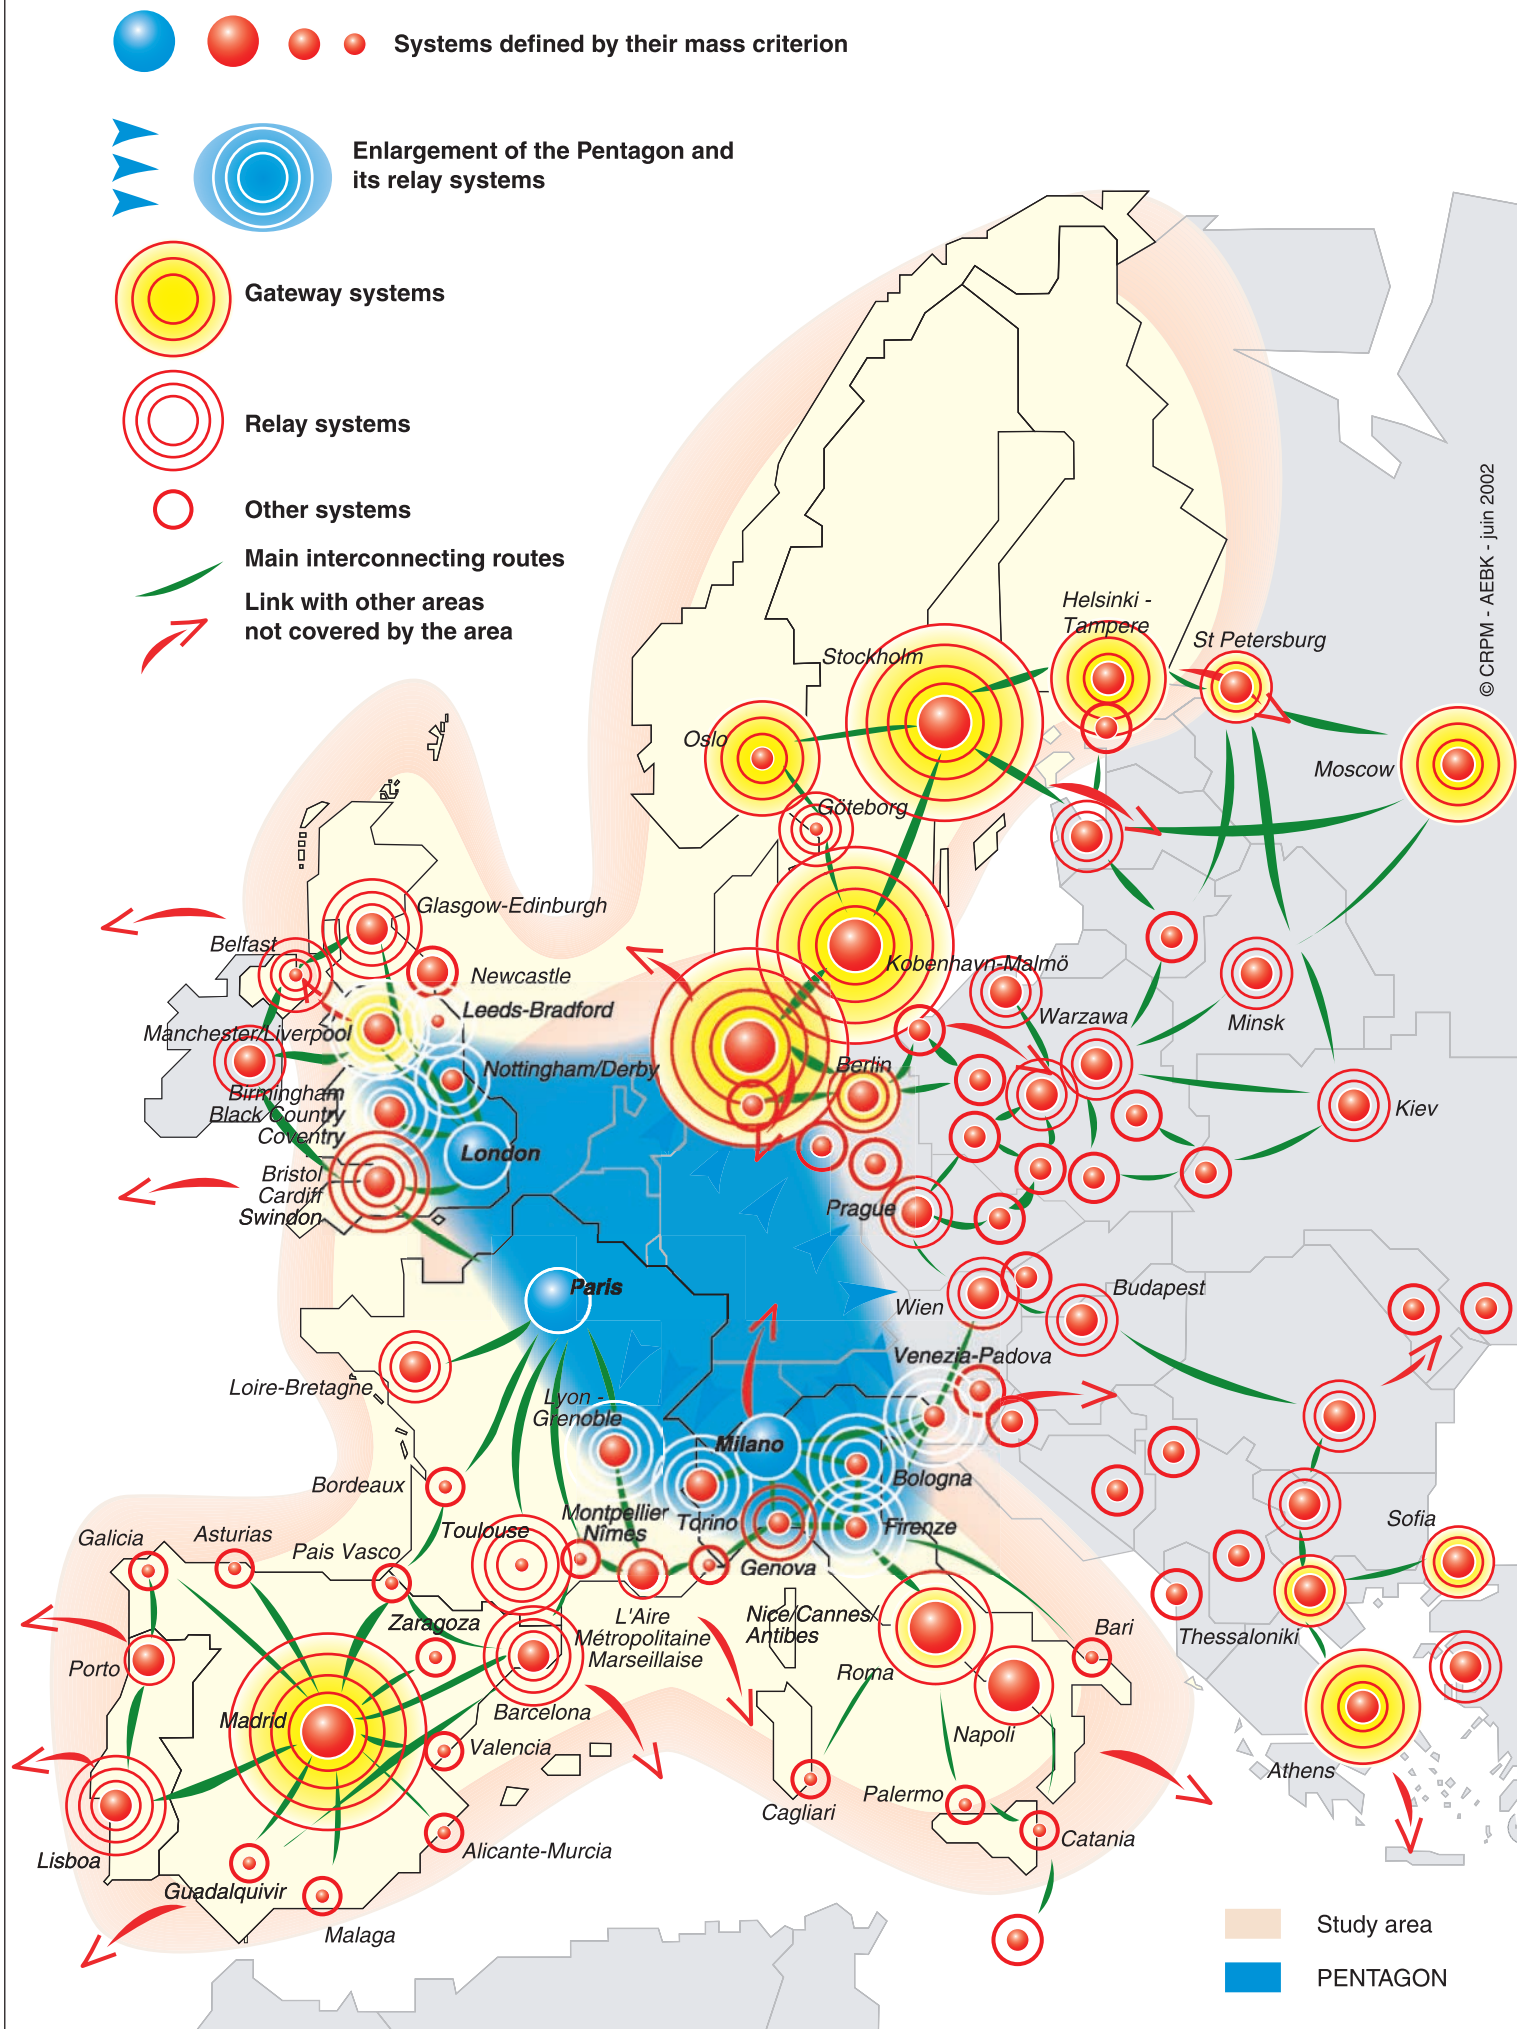 Systems defined by their mass criterion
Enlargement of the Pentagon and
its relay systems
Gateway systems
Relay systems
Other systems
Main interconnecting routes
Link with other areas
not covered by the area
© CRPM - AEBK - juin 2002
Helsinki -
Tampere
St Petersburg
Stockholm
Oslo
Moscow
Göteborg
Glasgow-Edinburgh
Belfast
Kobenhavn-Malmö
Newcastle
Leeds-Bradford
Warzawa
Minsk
Manchester/Liverpool
Nottingham/Derby
Berlin
Birmingham
Black Country
Coventry
Kiev
London
Bristol
Cardiff
Swindon
Prague
Paris
Wien
Budapest
Venezia-Padova
Loire-Bretagne
Lyon -
Grenoble
Milano
Bologna
Bordeaux
Montpellier
Nîmes
Torino
Firenze
Sofia
Galicia
Asturias
Toulouse
Pais Vasco
Genova
Zaragoza
L'Aire
Métropolitaine
Marseillaise
Nice/Cannes/
Antibes
Bari
Thessaloniki
Porto
Roma
Madrid
Barcelona
Napoli
Valencia
Athens
Palermo
Cagliari
Catania
Lisboa
Alicante-Murcia
Guadalquivir
Malaga
Study area
PENTAGON